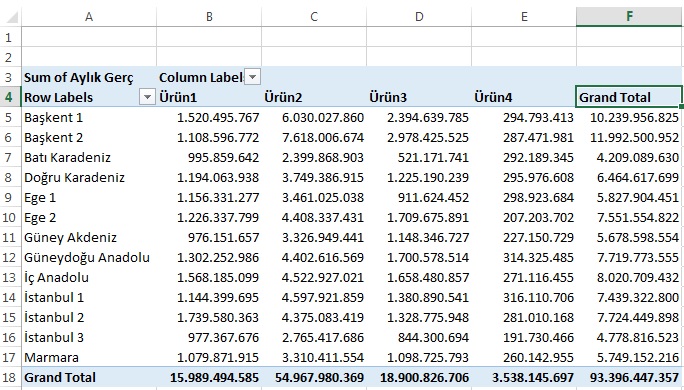 A B C D E F
1
2
3 Sum of Aylık Gerç Column Label
4 Row Labels Ürün1 Ürün2 Ürün3 Ürün4 Grand Total
5 Başkent 1 1.520.495.767 6.030.027.860 2.394.639.785 294.793.413 10.239.956.825
6 Başkent 2 1.108.596.772 7.618.006.674 2.978.425.525 287.471.981 11.992.500.952
7 Batı Karadeniz 995.859.642 2.399.868.903 521.171.741 292.189.345 4.209.089.630
8 Doğru Karadeniz 1.194.063.938 3.749.386.915 1.225.190.239 295.976.608 6.464.617.699
9 Ege 1 1.156.331.277 3.461.025.038 911.624.452 298.923.684 5.827.904.451
10 Ege 2 1.226.337.799 4.408.337.431 1.709.675.891 207.203.702 7.551.554.822
11 Güney Akdeniz 976.151.657 3.326.949.441 1.148.346.727 227.150.729 5.678.598.554
12 Güneydoğu Anadolu 1.302.252.986 4.402.616.569 1.700.578.514 314.325.485 7.719.773.555
13 İç Anadolu 1.568.185.099 4.522.927.021 1.658.480.857 271.116.455 8.020.709.432
14 İstanbul 1 1.144.399.695 4.597.921.859 1.380.890.541 316.110.706 7.439.322.800
15 İstanbul 2 1.739.580.363 4.375.083.419 1.328.775.948 281.010.168 7.724.449.898
16 İstanbul 3 977.367.676 2.765.417.686 844.300.694 191.730.466 4.778.816.523
17 Marmara 1.079.871.915 3.310.411.554 1.098.725.793 260.142.955 5.749.152.216
18 Grand Total 15.989.494.585 54.967.980.369 18.900.826.706 3.538.145.697 93.396.447.357